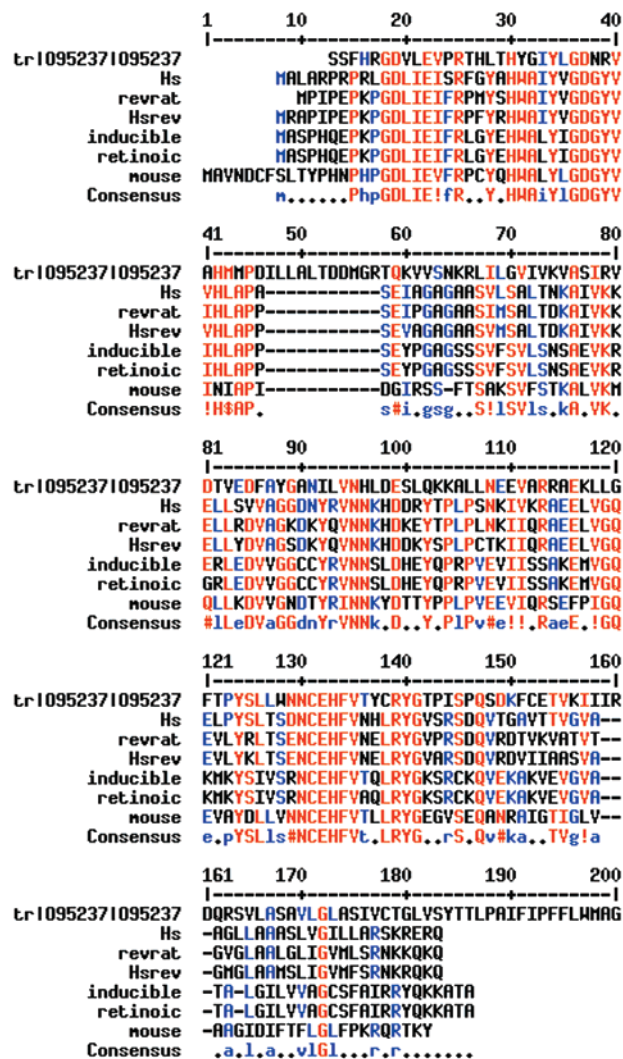 1 10 20 30 40
tr|O95237|O95237 SSFHRGDVLEVPRTHLTHYGIYLGDNRV
Hs MALARPRPRLGDLIEISRFGYAHWAIYVGDGYV
revrat MPIPEPKPGDLIEIFRPMYSHWAIYVGDGYV
Hsrev MRAPIPEPKPGDLIEIFRPFYRHWAIYVGDGYV
inducible MASPHQEPKPGDLIEIFRLGYEHWALYIGDGYV
retinoic MASPHQEPKPGDLIEIFRLGYEHWALYIGDGYV
mouse MAVNDCFSLTYPHNPHPGDLIEVFRPCYQHWALYVGDGYV
Consensus m......PhpGDLIE!fR..Y.HWAiYlGDGYV
41 50 60 70 80
tr|O95237|O95237 AHMMPDILLALTDDMGRTQKVVSNKRLILGVIVKVASIRV
Hs VHLAPA-----------SEIAGAGAASVLSALTNKAIVKK
revrat IHLAPP-----------SEIPGAGAASIMSALTDKAIVKK
Hsrev IHLAPP-----------SEVAGAGAASVMSALTDKAIVKK
inducible IHLAPP-----------SEYPGAGSSSVFSVLSNSAEVKR
retinoic IHLAPP-----------SEYPGAGSSSVFSVLSNSAEVKR
mouse INIAPI-----------DGIRSS-FTSAKSVFSTKALVKM
Consensus !H$AP. s#i.gsg..S!lSVls.kA.VK.
81 90 100 110 120
tr|O95237|O95237 DTVEDFAYGANILVNHLDESLQKKALLNEEVARRAEKLLG
Hs ELLSVVAGGDNYRVNNKHDDRYTPLPSNKIVKRAEELVGQ
revrat ELLRDVAGKDKYQVNNKHDKEYTPLPLNKIIQRAEELVGQ
Hsrev ELLYDVAGSDKYQVNNKHDDKYSPLPCTKIIQRAEELVGQ
inducible ERLEDVVGGCCYRVNNSLDHEYQPRPVEVIISSAKEMVGQ
retinoic GRLEDVVGGCCYRVNNSLDHEYQPRPVEVIISSAKEMVGQ
mouse QLLKDVVGNDTYRINNKYDTTYPPLPVEEVIQRSEFPIGQ
Consensus #lLeDVaGGdnYrVNNk.D..Y.PlPv#e!!.RaeE.!GQ
121 130 140 150 160
tr|O95237|O95237 FTPYSLLWNNCEHFVTYCRYGTPISPQSDKFCETVKIIIR
Hs ELPYSLTSDNCEHFVNHLRYGVSRSDQVTGAVTTVGVA--
revrat EVLYRLTSENCEHFVNELRYGVPRSDQVRDTVKVATVT--
Hsrev EVLYKLTSENCEHFVNELRYGVARSDQVRDVIIAASVA--
inducible KMKYSIVSRNCEHFVTQLRYGKSRCKQVEKAKVEVGVA--
retinoic KMKYSIVSRNCEHFVAQLRYGKSRCKQVEKAKVEVGVA--
mouse EVAYDLLVNNCEHFVTLLRYGEGVSEQANRAIGTIGLV--
Consensus e.pYSLls#NCEHFVt.LRYG..rS.Qv#ka..TVg!a
161 170 180 190 200
tr|O95237|O95237 DQRSVLASAVLGLASIVCTGLVSYTTLPAIFIPFFLWMAG
Hs -AGLLAAASLVGILLARSKRERQ
revrat -GVGLAALGLIGVMLSRNKKQKQ
Hsrev -GMGLAAMSLIGVMFSRNKRQKQ
inducible -TA-LGILVVAGCSFAIRRYQKKATA
retinoic -TA-LGILVVAGCSFAIRRYQKKATA
mouse -AAGIDIFTFLGLFPKRQRTKY
Consensus .a.l.a..vlGl...r.r........